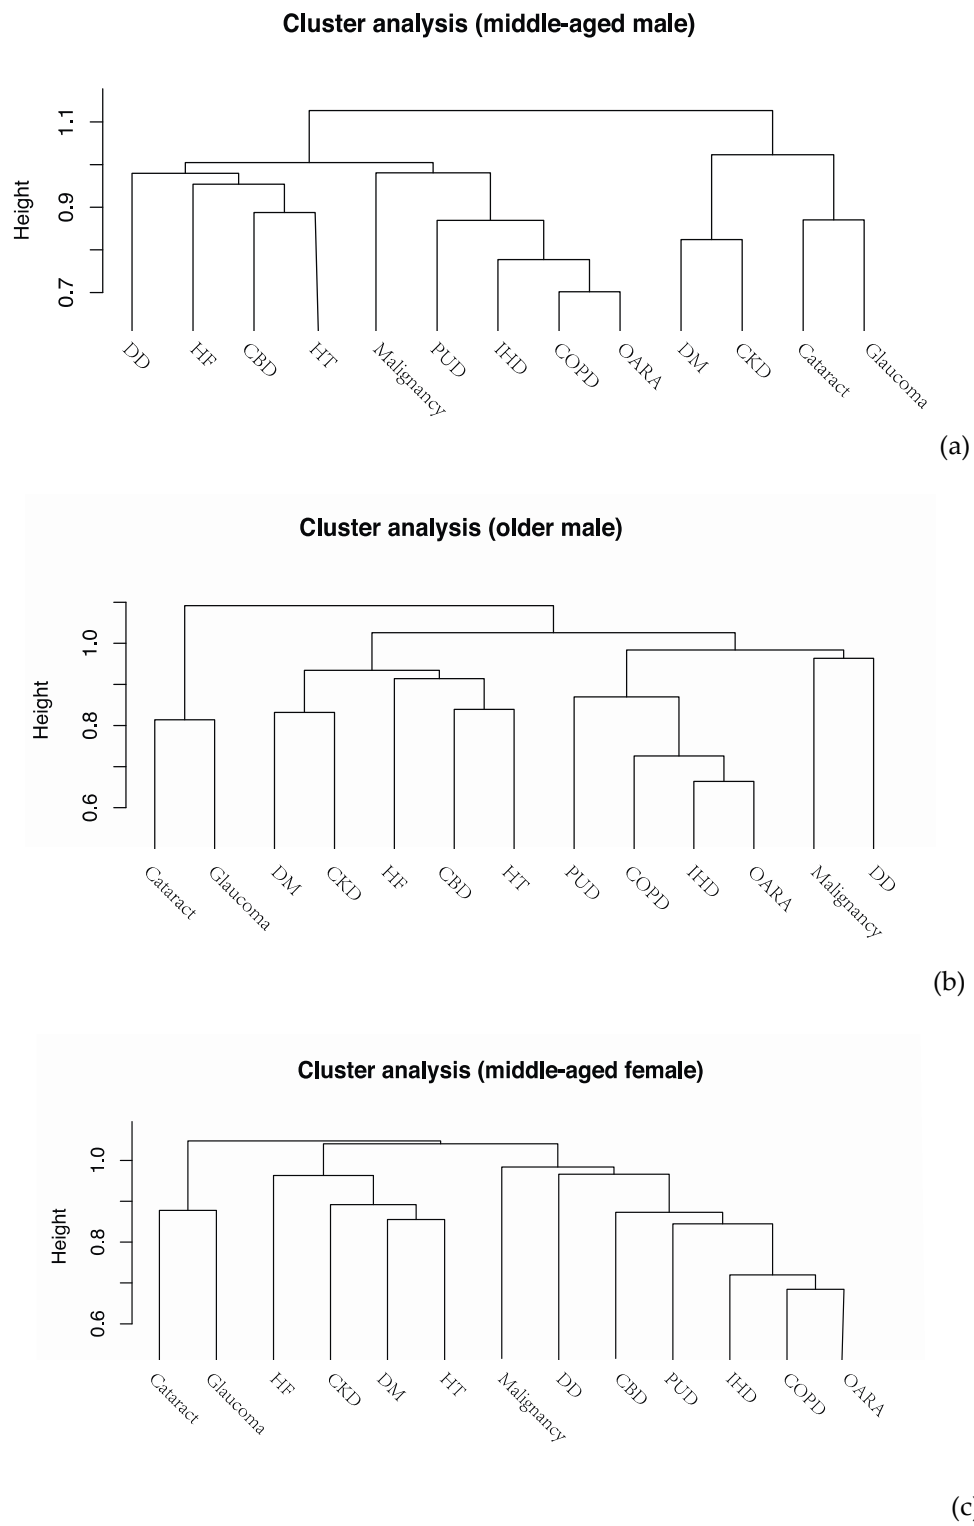 Cluster analysis (middle-aged male)
Height
1.1
0.9
0.7
DD HF CBD HT Malignancy PUD IHD COPD OARA DM CKD Cataract Glaucoma
(a)
Cluster analysis (older male)
Height
1.0
0.8
0.6
Cataract Glaucoma DM CKD HF CBD HT PUD COPD IHD OARA Malignancy DD
(b)
Cluster analysis (middle-aged female)
Height
1.0
0.8
0.6
Cataract Glaucoma HF CKD DM HT Malignancy DD CBD PUD IHD COPD OARA
(c